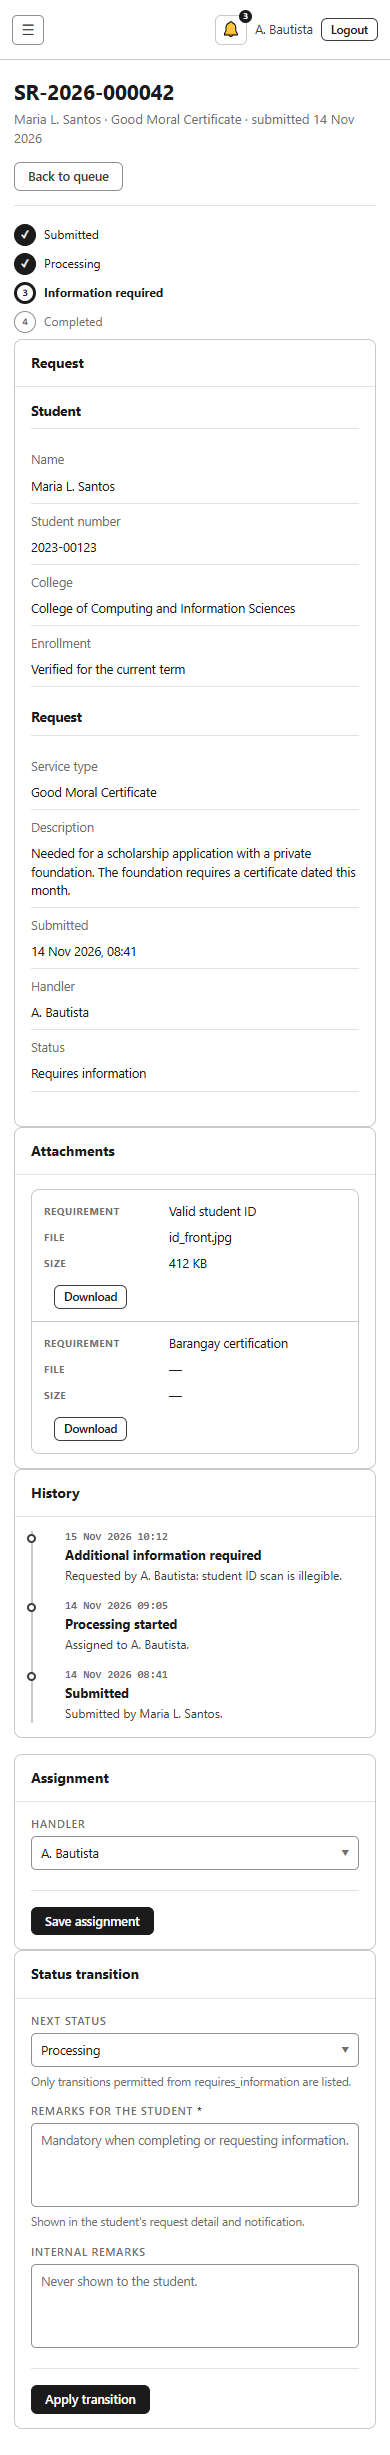 ☰
3
A. Bautista
Logout
SR-2026-000042
Maria L. Santos · Good Moral Certificate · submitted 14 Nov
2026
Back to queue
✓ Submitted
✓ Processing
3 Information required
4 Completed
Request
Student
Name
Maria L. Santos
Student number
2023-00123
College
College of Computing and Information Sciences
Enrollment
Verified for the current term
Request
Service type
Good Moral Certificate
Description
Needed for a scholarship application with a private
foundation. The foundation requires a certificate dated this
month.
Submitted
14 Nov 2026, 08:41
Handler
A. Bautista
Status
Requires information
Attachments
REQUIREMENT Valid student ID
FILE id_front.jpg
SIZE 412 KB
Download
REQUIREMENT Barangay certification
FILE —
SIZE —
Download
History
15 Nov 2026 10:12
Additional information required
Requested by A. Bautista: student ID scan is illegible.
14 Nov 2026 09:05
Processing started
Assigned to A. Bautista.
14 Nov 2026 08:41
Submitted
Submitted by Maria L. Santos.
Assignment
HANDLER
A. Bautista
Save assignment
Status transition
NEXT STATUS
Processing
Only transitions permitted from requires_information are listed.
REMARKS FOR THE STUDENT *
Mandatory when completing or requesting information.
Shown in the student's request detail and notification.
INTERNAL REMARKS
Never shown to the student.
Apply transition